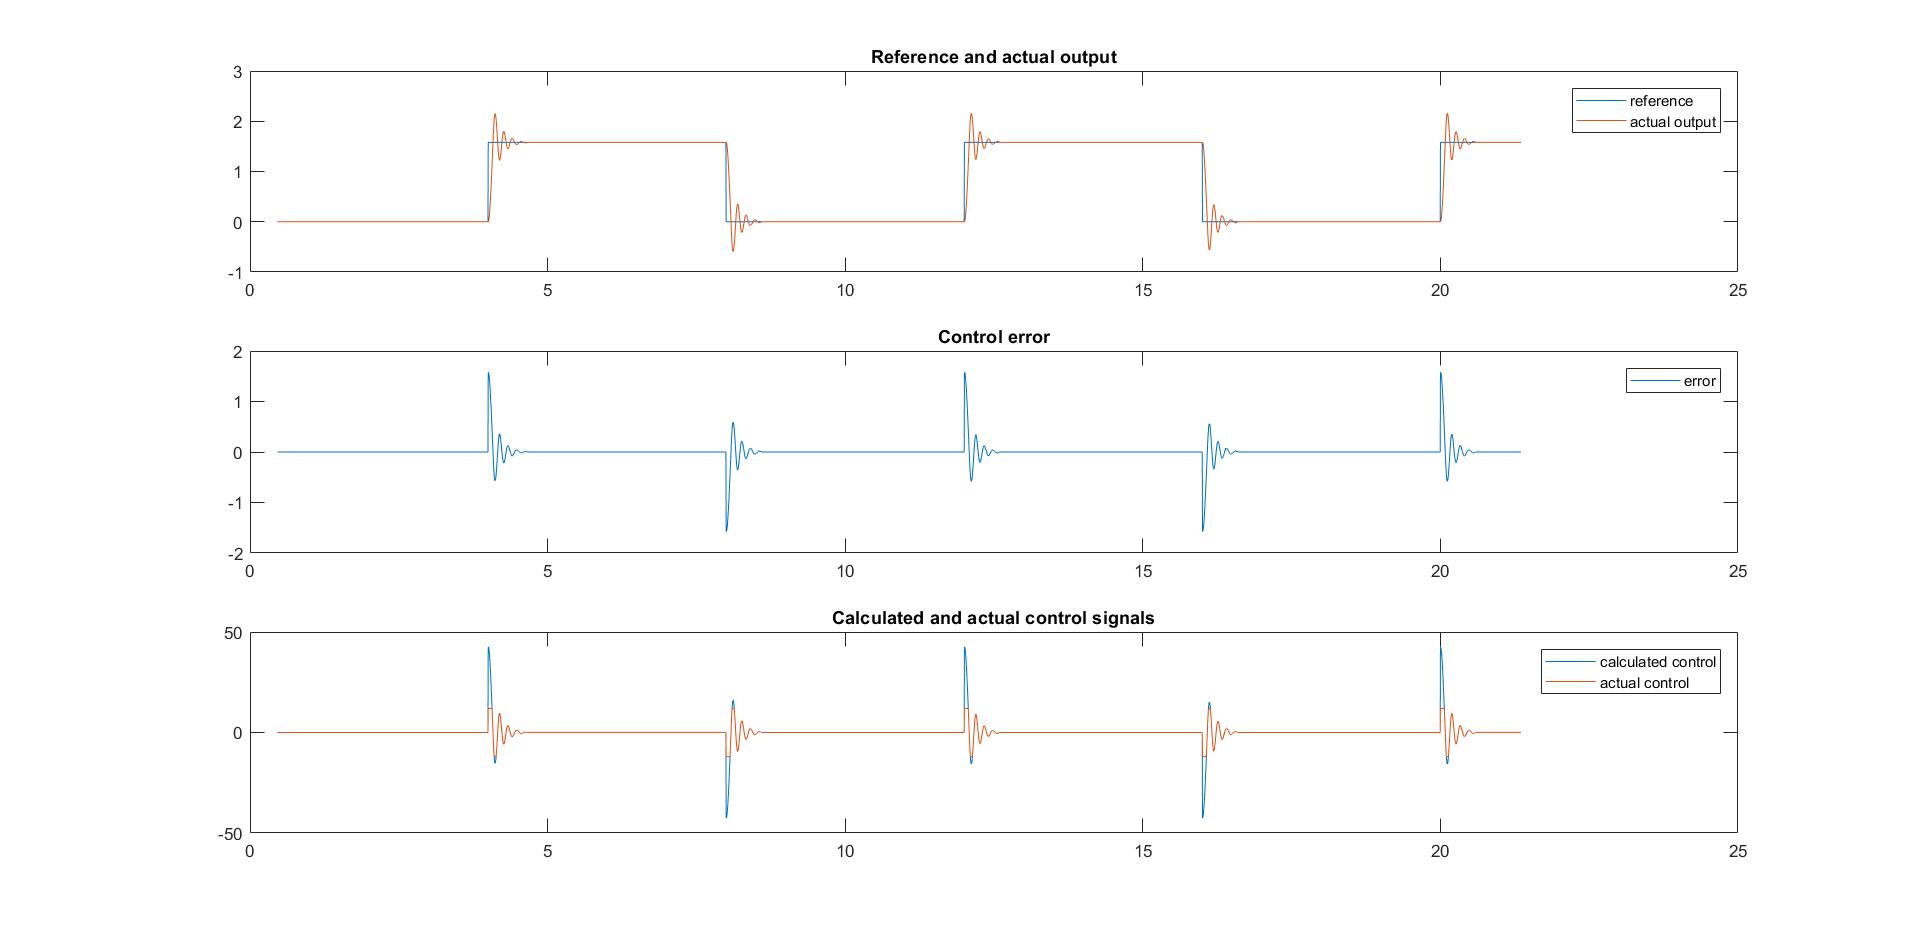 Reference and actual output
3
2
1
0
-1
0 5 10 15 20 25
reference
actual output
Control error
2
1
0
-1
-2
0 5 10 15 20 25
error
Calculated and actual control signals
50
0
-50
0 5 10 15 20 25
calculated control
actual control